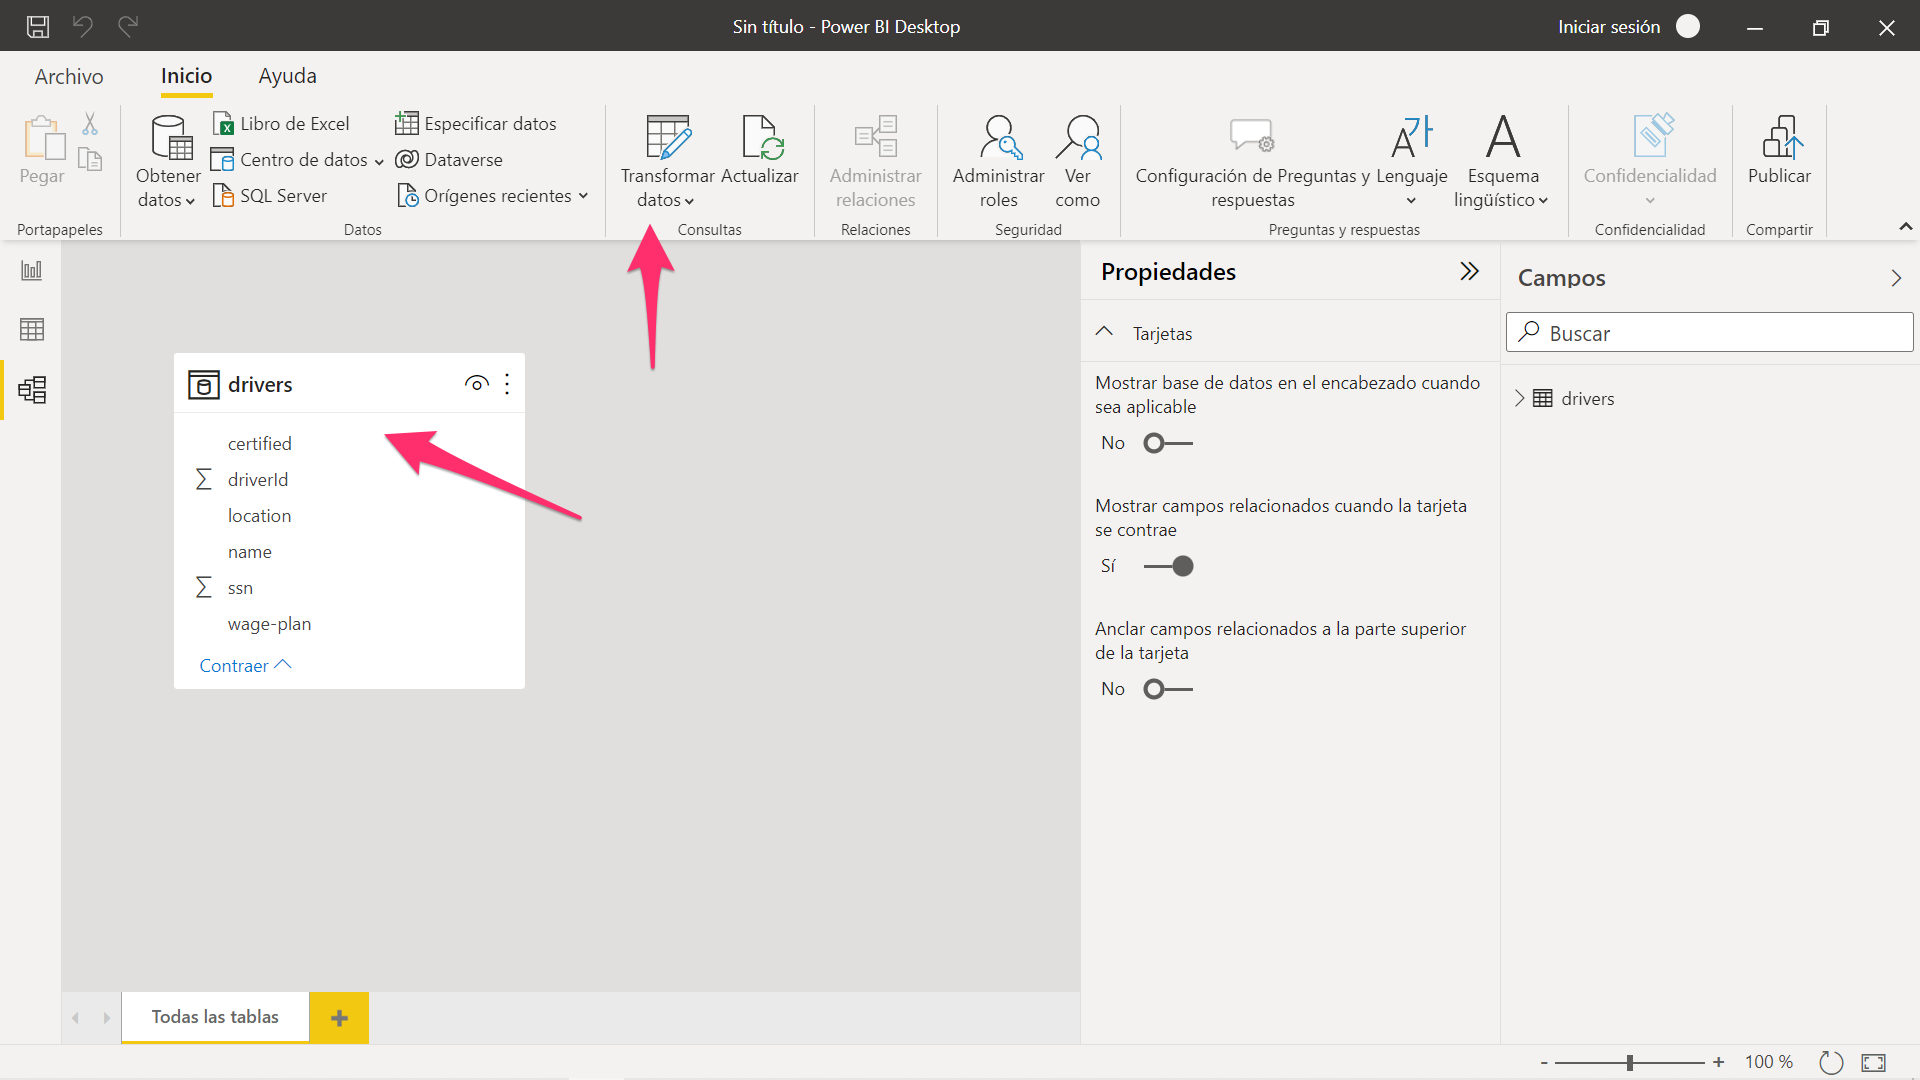 Sin título - Power BI Desktop
Iniciar sesión
Archivo
Inicio
Ayuda
Pegar
Portapapeles
Obtener
datos
Libro de Excel
Centro de datos
SQL Server
Especificar datos
Dataverse
Orígenes recientes
Datos
Transformar
datos
Actualizar
Consultas
Administrar
relaciones
Relaciones
Administrar
roles
Ver
como
Seguridad
Configuración de Preguntas y
respuestas
Lenguaje
Esquema
lingüístico
Preguntas y respuestas
Confidencialidad
Confidencialidad
Publicar
Compartir
drivers
certified
driverId
location
name
ssn
wage-plan
Contraer
Propiedades
Tarjetas
Mostrar base de datos en el encabezado cuando
sea aplicable
No
Mostrar campos relacionados cuando la tarjeta
se contrae
Sí
Anclar campos relacionados a la parte superior
de la tarjeta
No
Campos
Buscar
drivers
Todas las tablas
- + 100 %